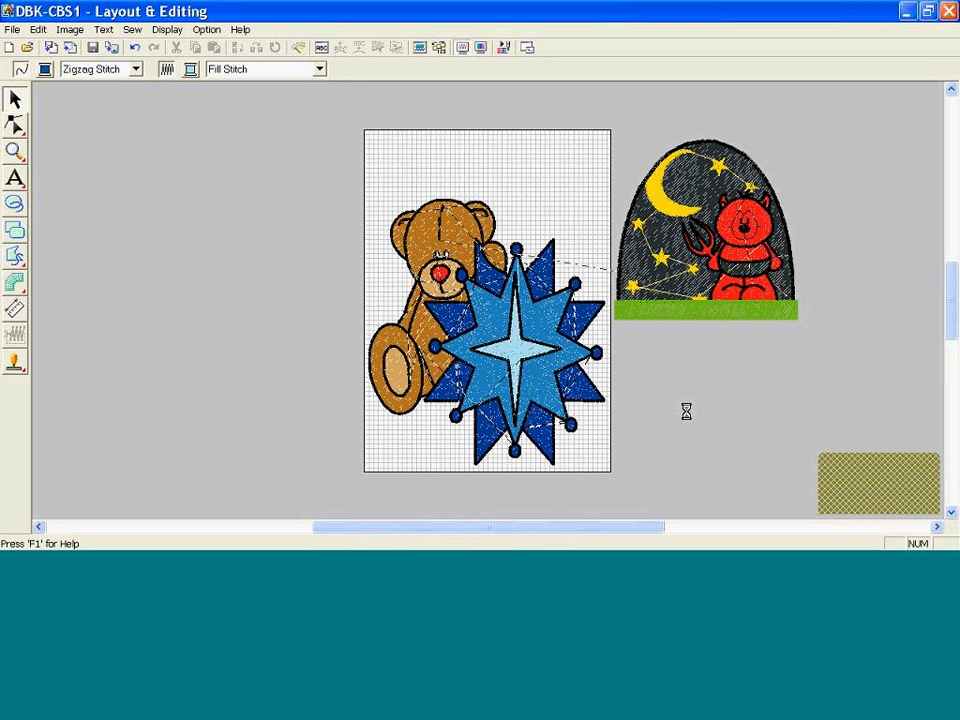 DBK-CBS1 - Layout & Editing
File Edit Image Text Sew Display Option Help
ABC
Zigzag Stitch Fill Stitch
A
Press 'F1' for Help
NUM